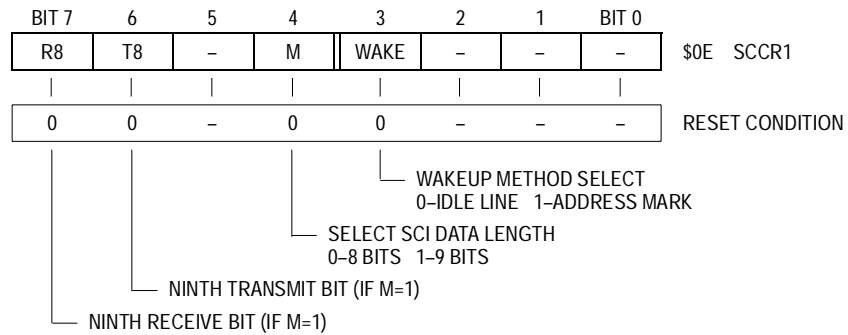 BIT 7 6 5 4 3 2 1 BIT 0
R8 T8 – M WAKE – – – $0E SCCR1
0 0 – 0 0 – – – RESET CONDITION
WAKEUP METHOD SELECT
0–IDLE LINE 1–ADDRESS MARK
SELECT SCI DATA LENGTH
0–8 BITS 1–9 BITS
NINTH TRANSMIT BIT (IF M=1)
NINTH RECEIVE BIT (IF M=1)